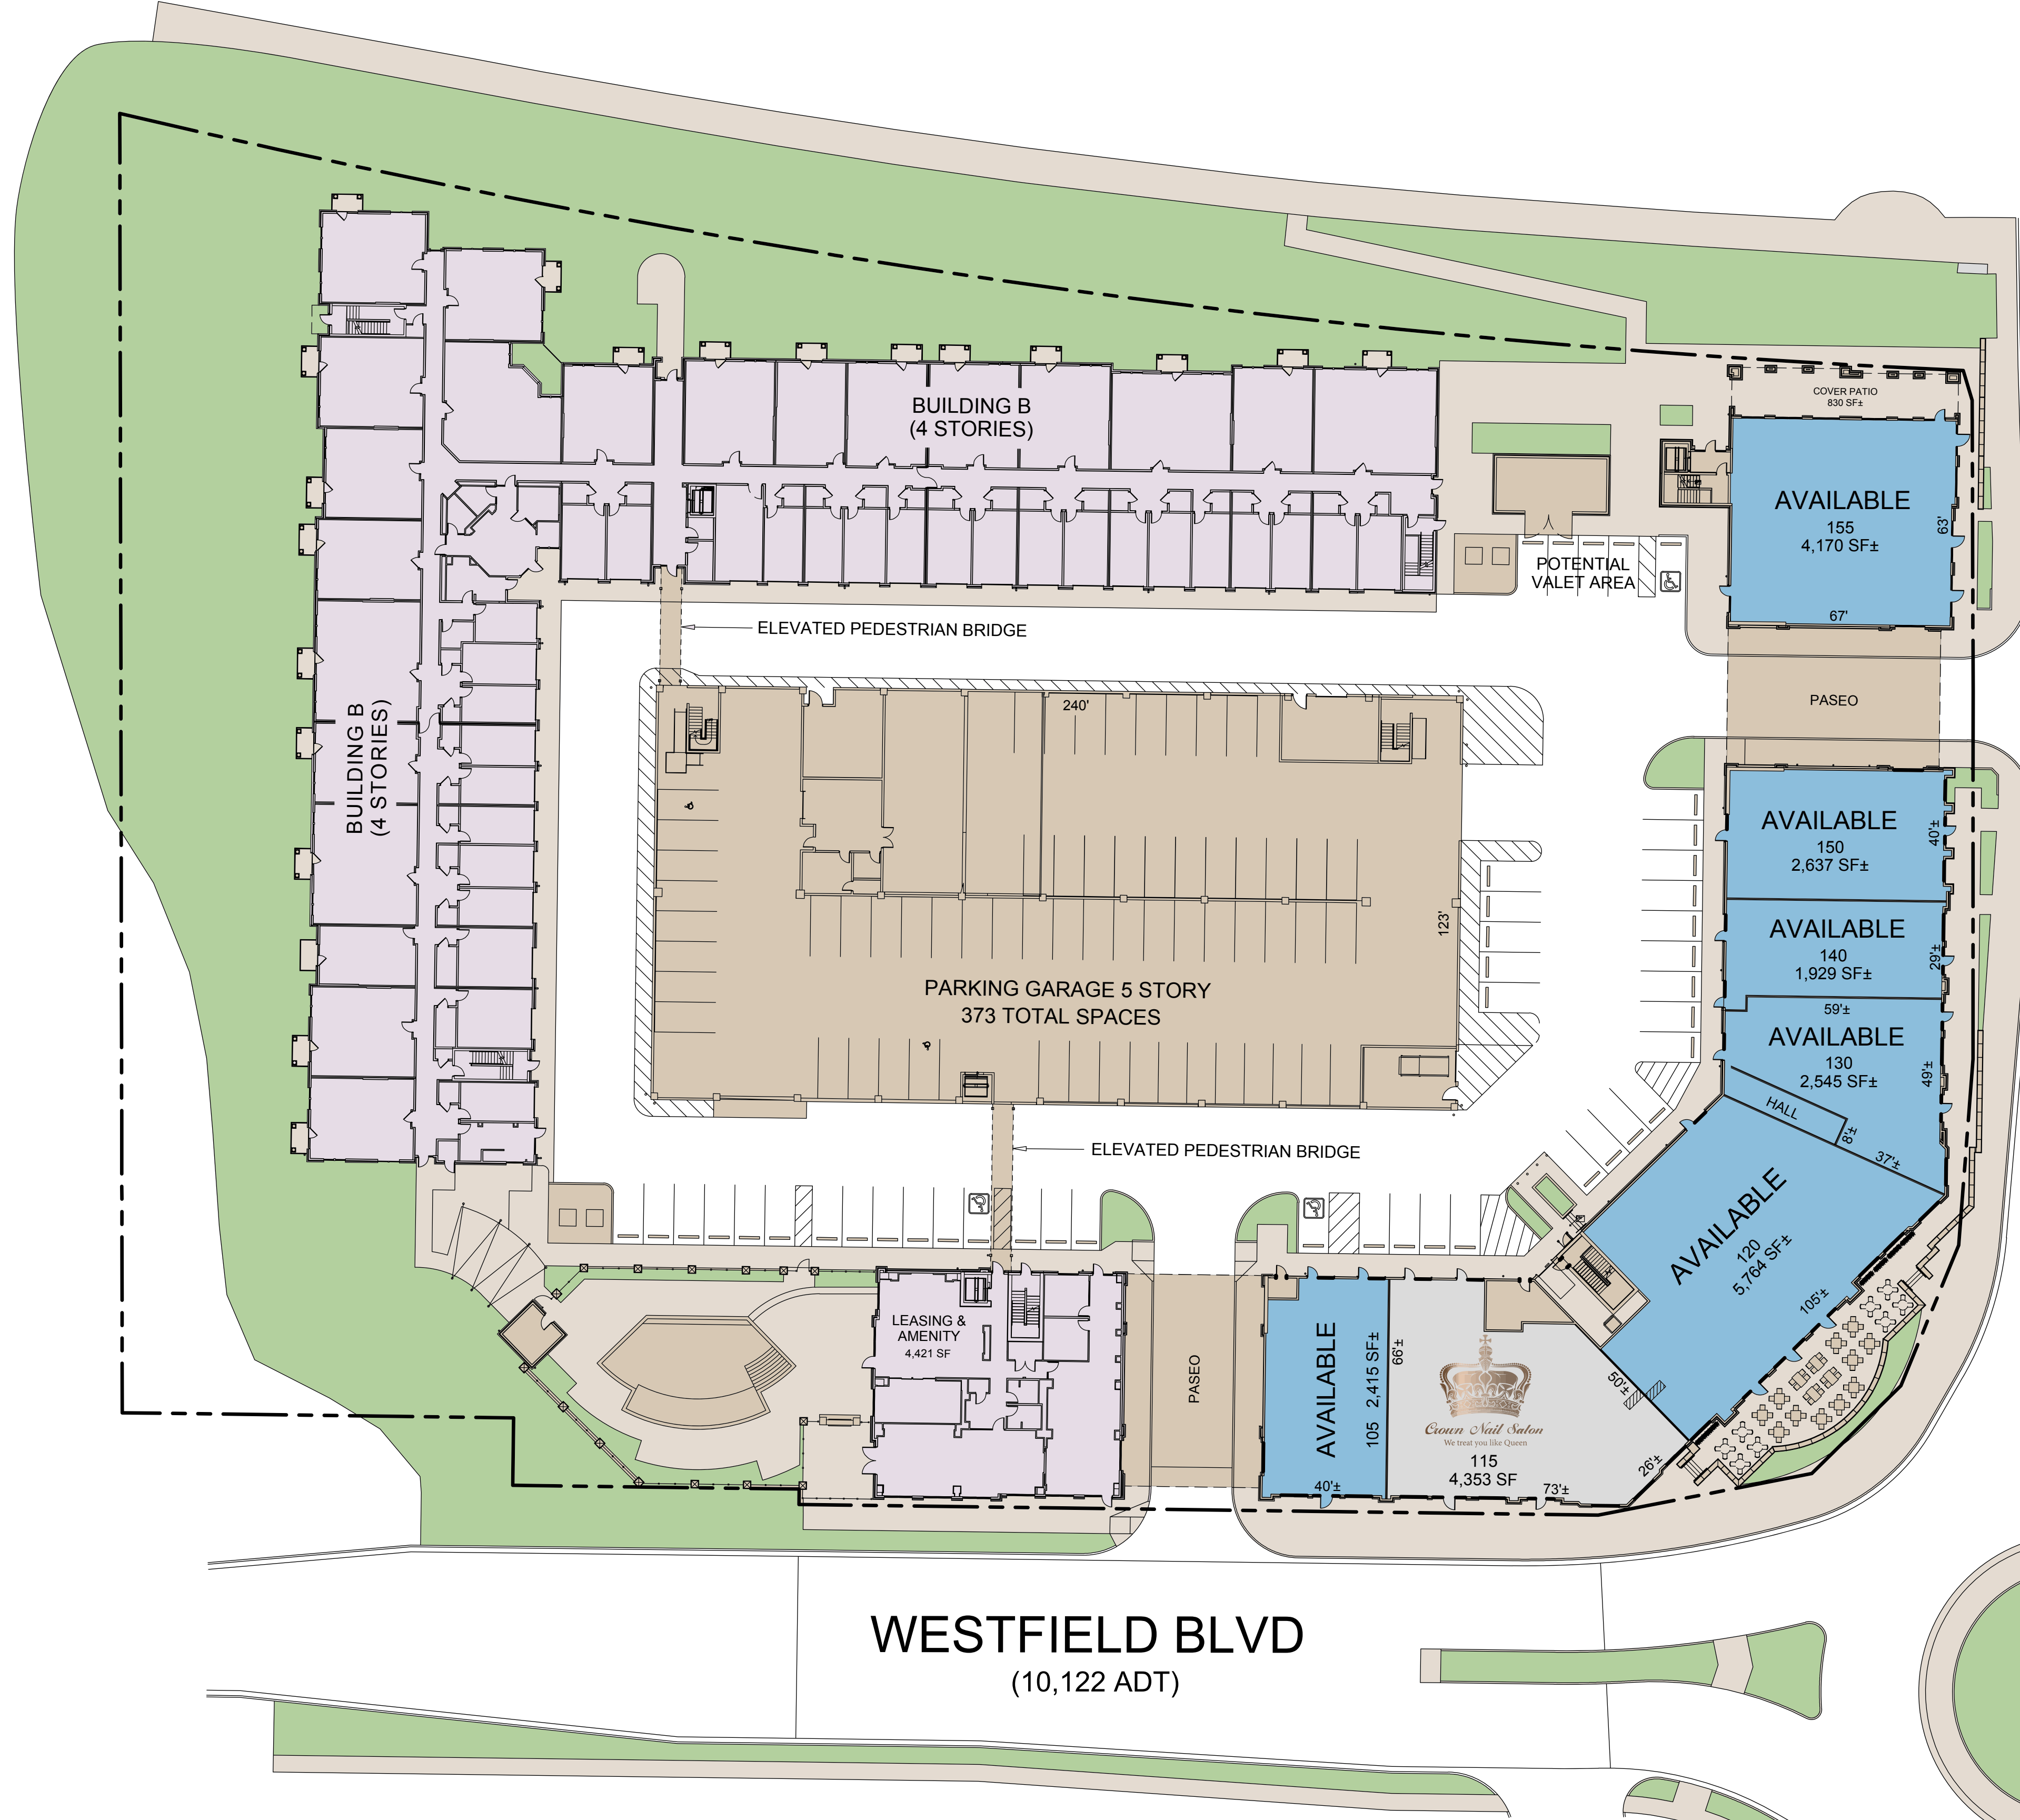 COVER PATIO
830 SF±
BUILDING B
(4 STORIES)
AVAILABLE
155
4,170 SF±
63'
67'
POTENTIAL
VALET AREA
ELEVATED PEDESTRIAN BRIDGE
PASEO
240'
BUILDING B
(4 STORIES)
AVAILABLE
150
2,637 SF±
40'±
123'
AVAILABLE
140
1,929 SF±
29'±
PARKING GARAGE 5 STORY
373 TOTAL SPACES
59'±
AVAILABLE
130
2,545 SF±
49'±
HALL
8'±
37'±
ELEVATED PEDESTRIAN BRIDGE
AVAILABLE
120
5,764 SF±
105'±
LEASING &
AMENITY
4,421 SF
PASEO
AVAILABLE
105 2,415 SF±
66'±
40'±
50'±
Crown Nail Salon
We treat you like Queen
115
4,353 SF
73'±
26'±
WESTFIELD BLVD
(10,122 ADT)